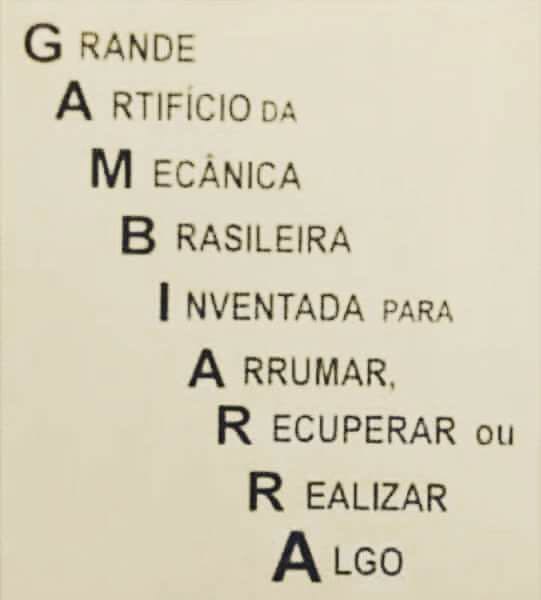 GRANDE
ARTIFÍCIO DA
MECÂNICA
BRASILEIRA
INVENTADA PARA
ARRUMAR,
RECUPERAR ou
REALIZAR
ALGO